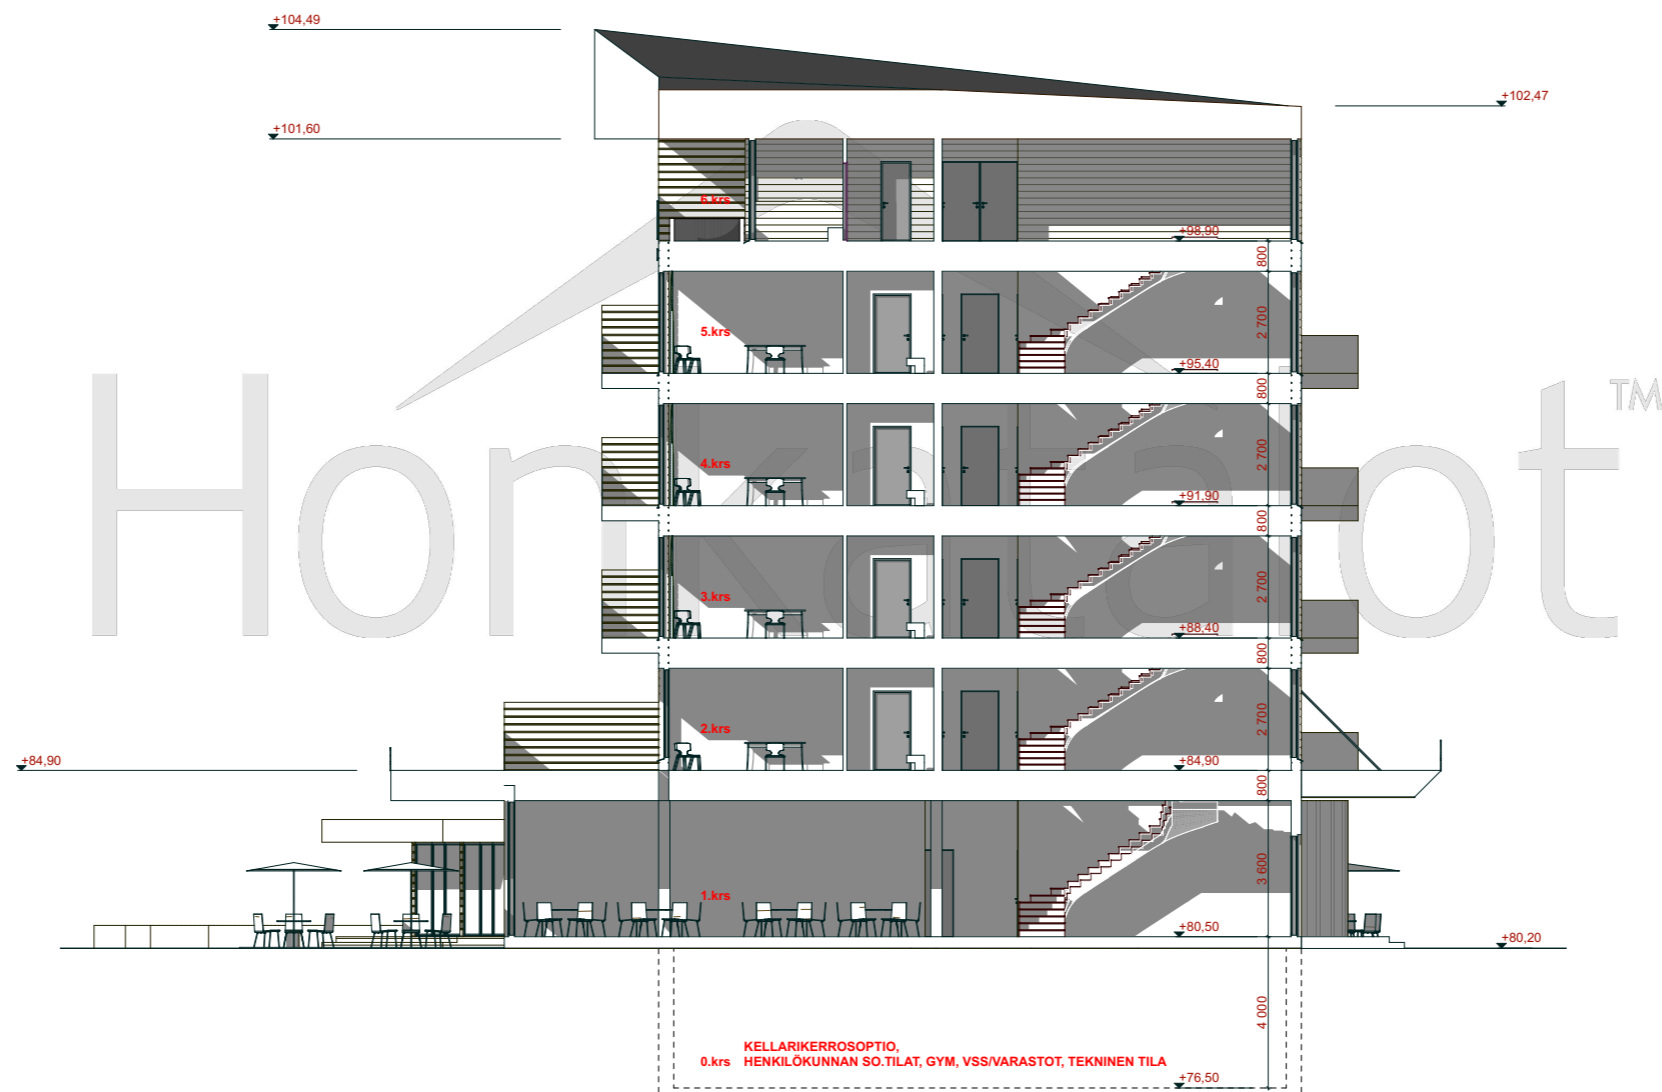 +104,49
+102,47
+101,60
6.krs
+98,90
800
5.krs
2 700
+95,40
800
Honkatalot™
4.krs
2 700
+91,90
800
3.krs
2 700
+88,40
800
2.krs
2 700
+84,90
+84,90
800
1.krs
3 600
+80,50
+80,20
4 000
KELLARIKERROSOPTIO,
0.krs HENKILÖKUNNAN SO.TILAT, GYM, VSS/VARASTOT, TEKNINEN TILA
+76,50